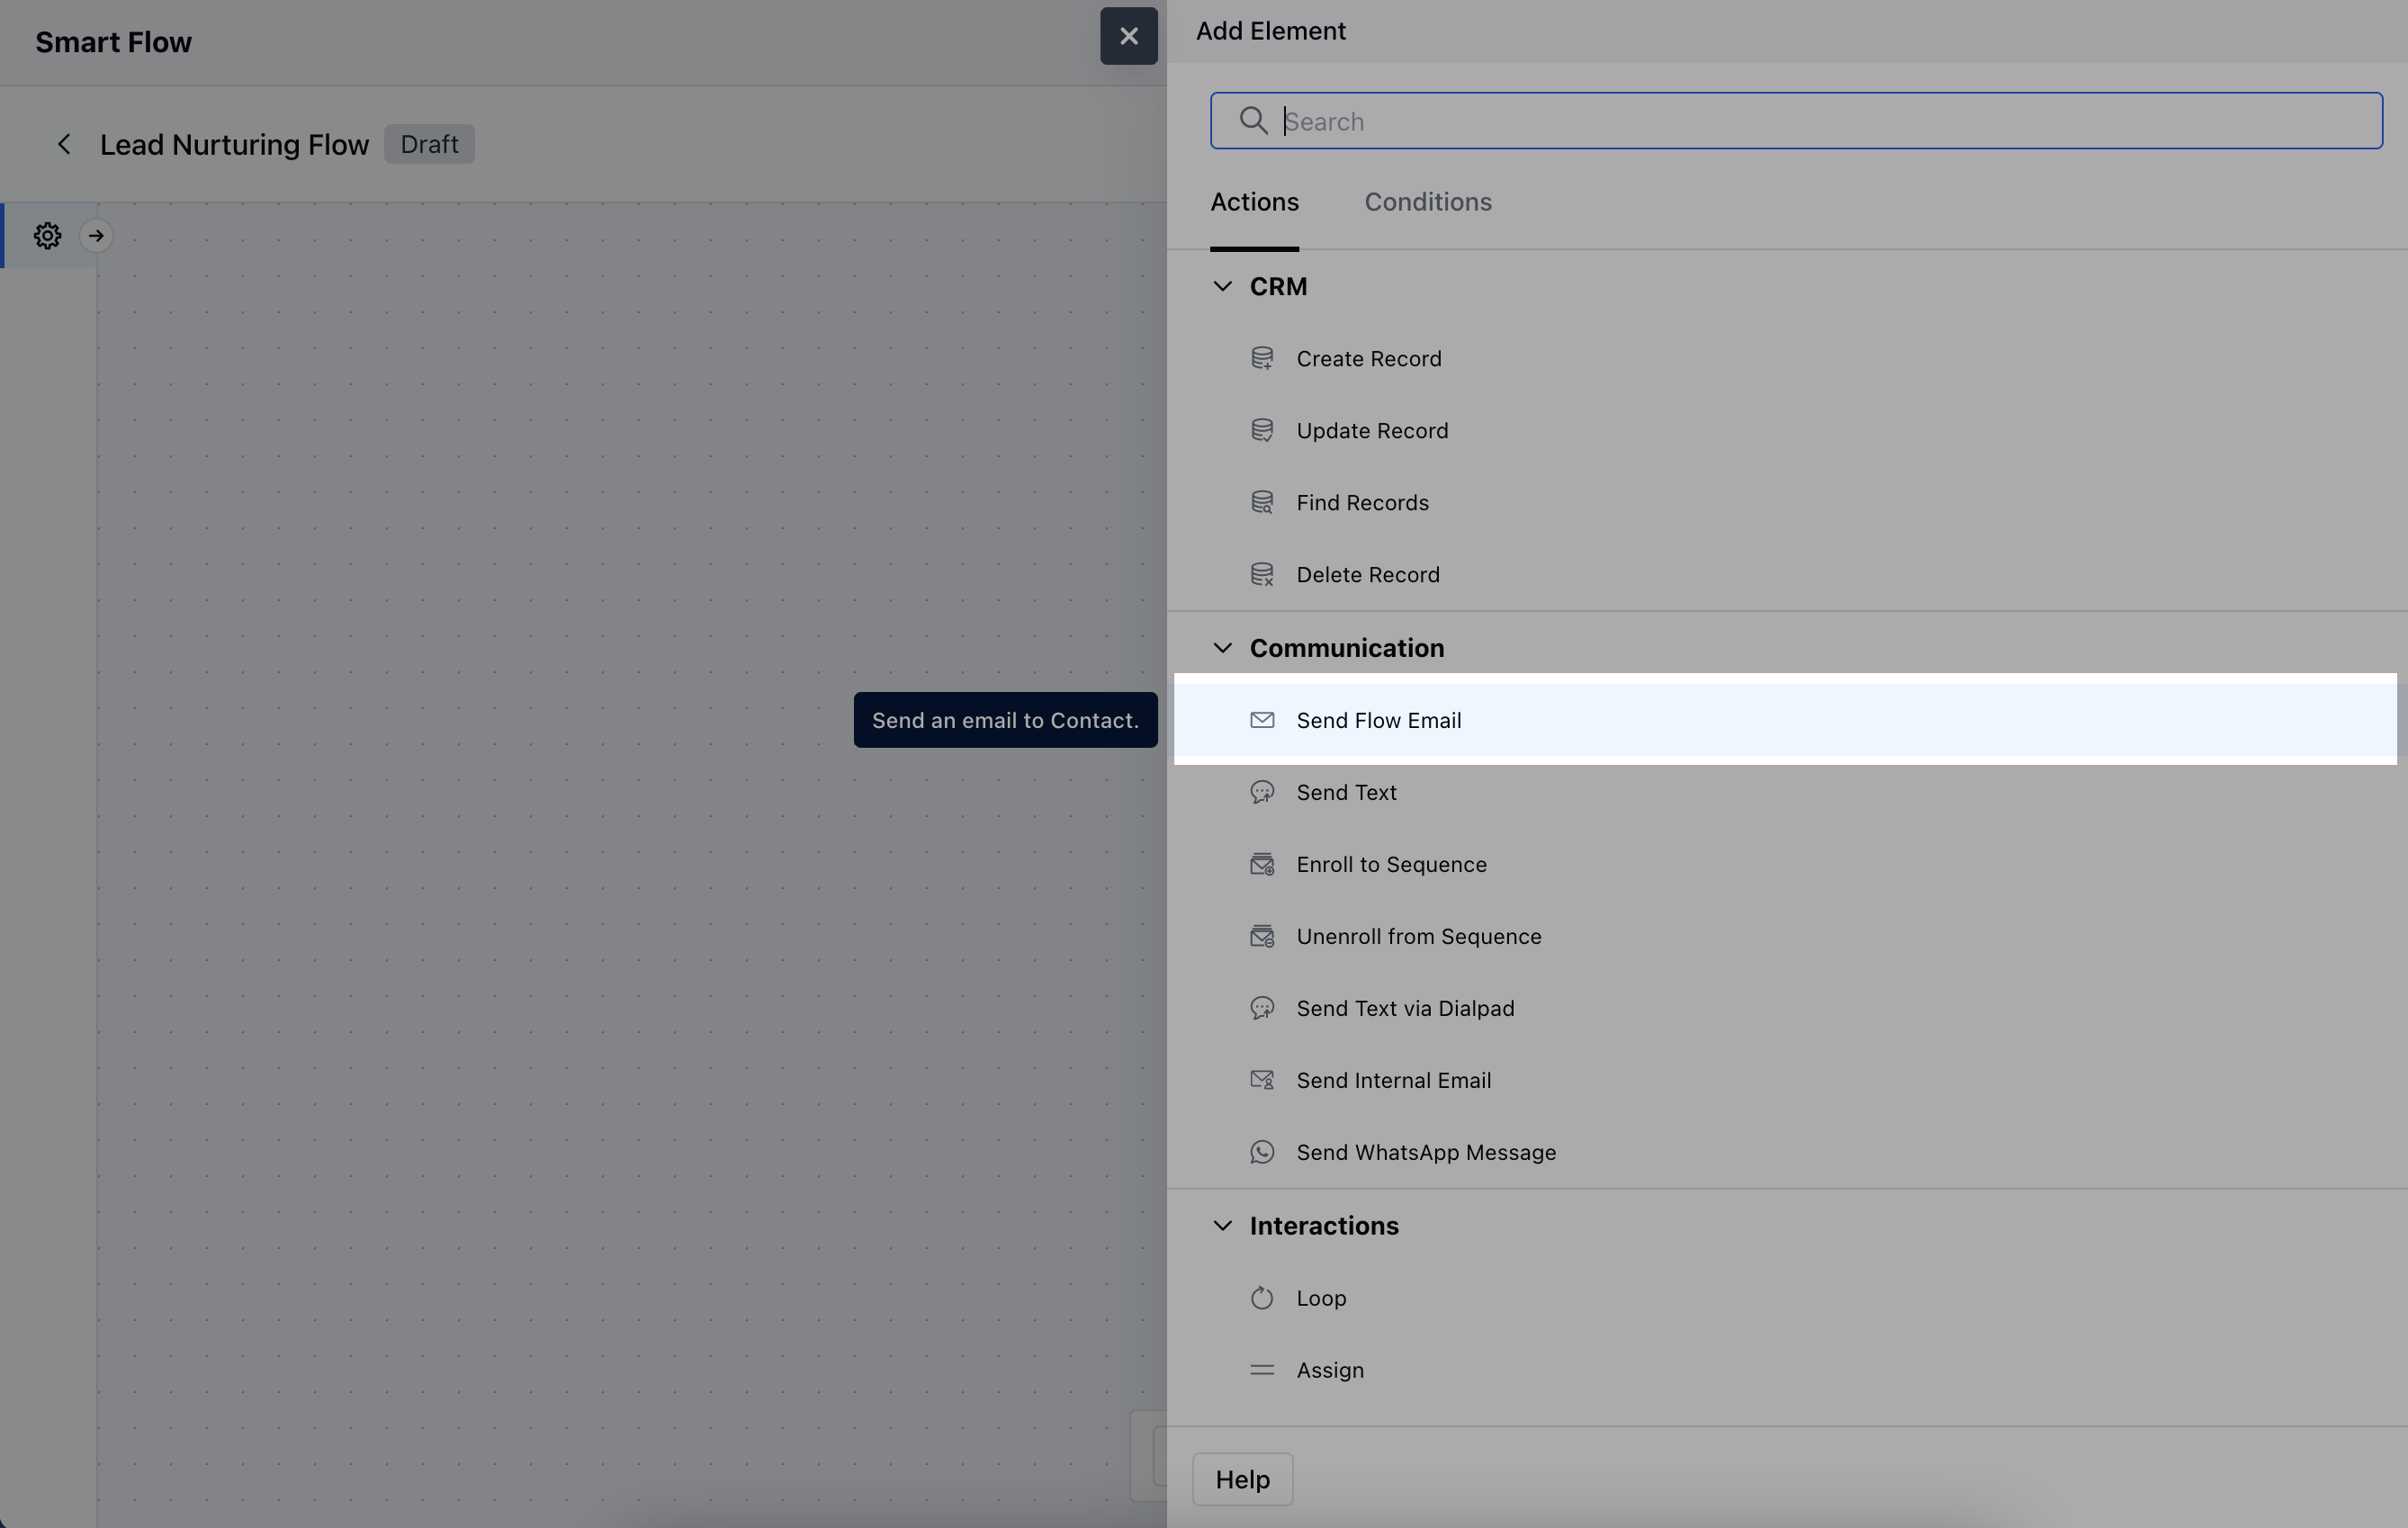 Smart Flow
Lead Nurturing Flow
Draft
Send an email to Contact.
Add Element
Search
Actions
Conditions
CRM
Create Record
Update Record
Find Records
Delete Record
Communication
Send Flow Email
Send Text
Enroll to Sequence
Unenroll from Sequence
Send Text via Dialpad
Send Internal Email
Send WhatsApp Message
Interactions
Loop
Assign
Help